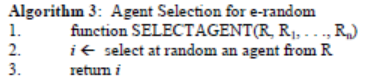 Algorithm 3: Agent Selection for e-random
1. function SELECTAGENT(R, R₁, . . ., Rₙ)
2. i ← select at random an agent from R
3. return i